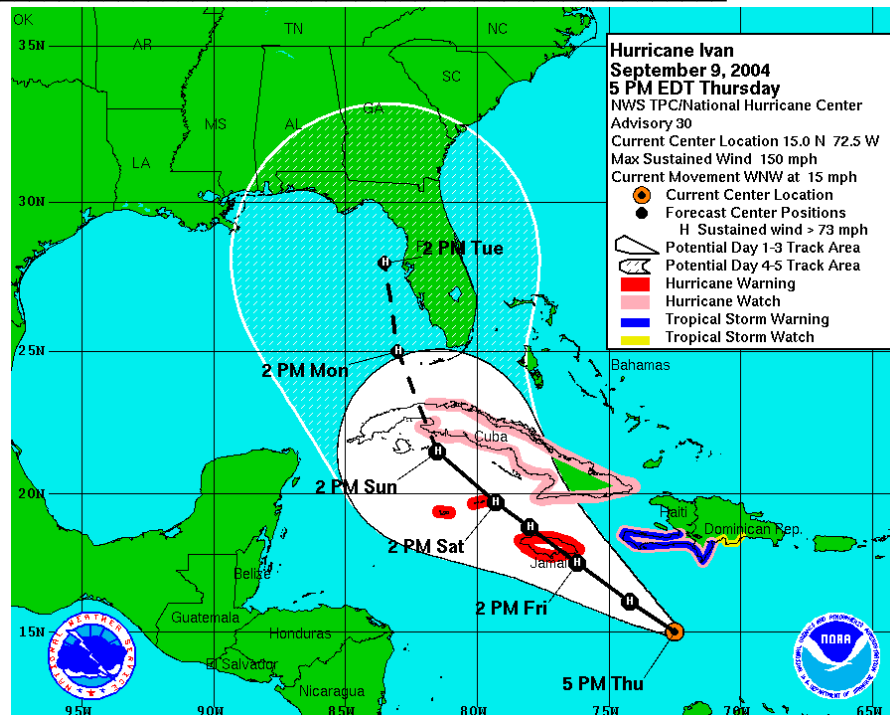 OK
TN
NC
35N
AR
SC
GA
MS
AL
LA
30N
Hurricane Ivan
September 9, 2004
5 PM EDT Thursday
NWS TPC/National Hurricane Center
Advisory 30
Current Center Location 15.0 N 72.5 W
Max Sustained Wind 150 mph
Current Movement WNW at 15 mph
Current Center Location
Forecast Center Positions
H Sustained wind > 73 mph
Potential Day 1-3 Track Area
Potential Day 4-5 Track Area
Hurricane Warning
Hurricane Watch
Tropical Storm Warning
Tropical Storm Watch
2 PM Tue
H
25N
H
2 PM Mon
Bahamas
Cuba
H
2 PM Sun
20N
H
2 PM Sat
H
Haiti
Dominican Rep.
H
2 PM Fri
H
Belize
Guatemala
Honduras
15N
El Salvador
Nicaragua
5 PM Thu
NATIONAL WEATHER SERVICE
NOAA
95W
90W
85W
80W
75W
70W
65W